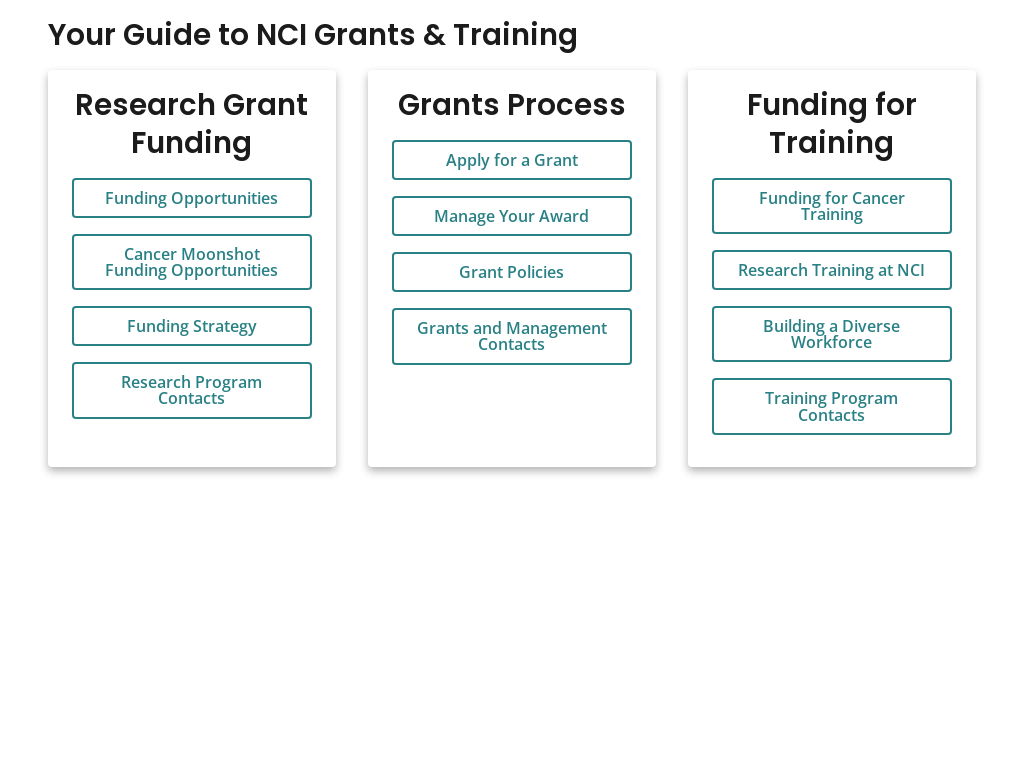 Your Guide to NCI Grants & Training
Research Grant
Funding
Funding Opportunities
Cancer Moonshot
Funding Opportunities
Funding Strategy
Research Program
Contacts
Grants Process
Apply for a Grant
Manage Your Award
Grant Policies
Grants and Management
Contacts
Funding for
Training
Funding for Cancer
Training
Research Training at NCI
Building a Diverse
Workforce
Training Program
Contacts